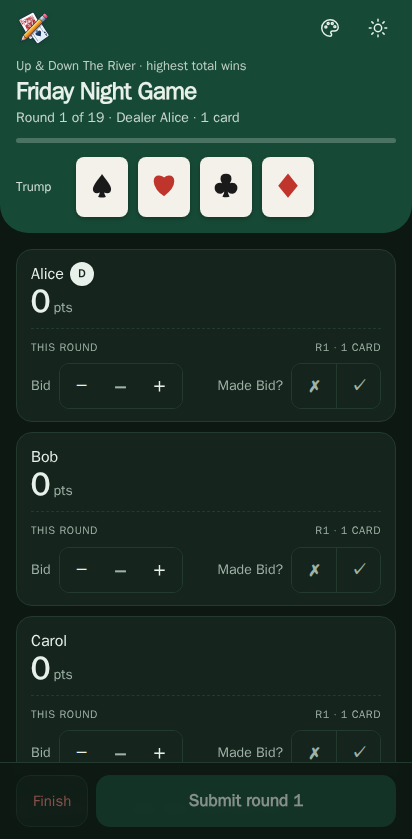 Up & Down The River · highest total wins
Friday Night Game
Round 1 of 19 · Dealer Alice · 1 card
Trump ♠ ♥ ♣ ♦
Alice D
0 pts
THIS ROUND R1 · 1 CARD
Bid − – + Made Bid? ✗ ✓
Bob
0 pts
THIS ROUND R1 · 1 CARD
Bid − – + Made Bid? ✗ ✓
Carol
0 pts
THIS ROUND R1 · 1 CARD
Bid − – + Made Bid? ✗ ✓
Finish Submit round 1